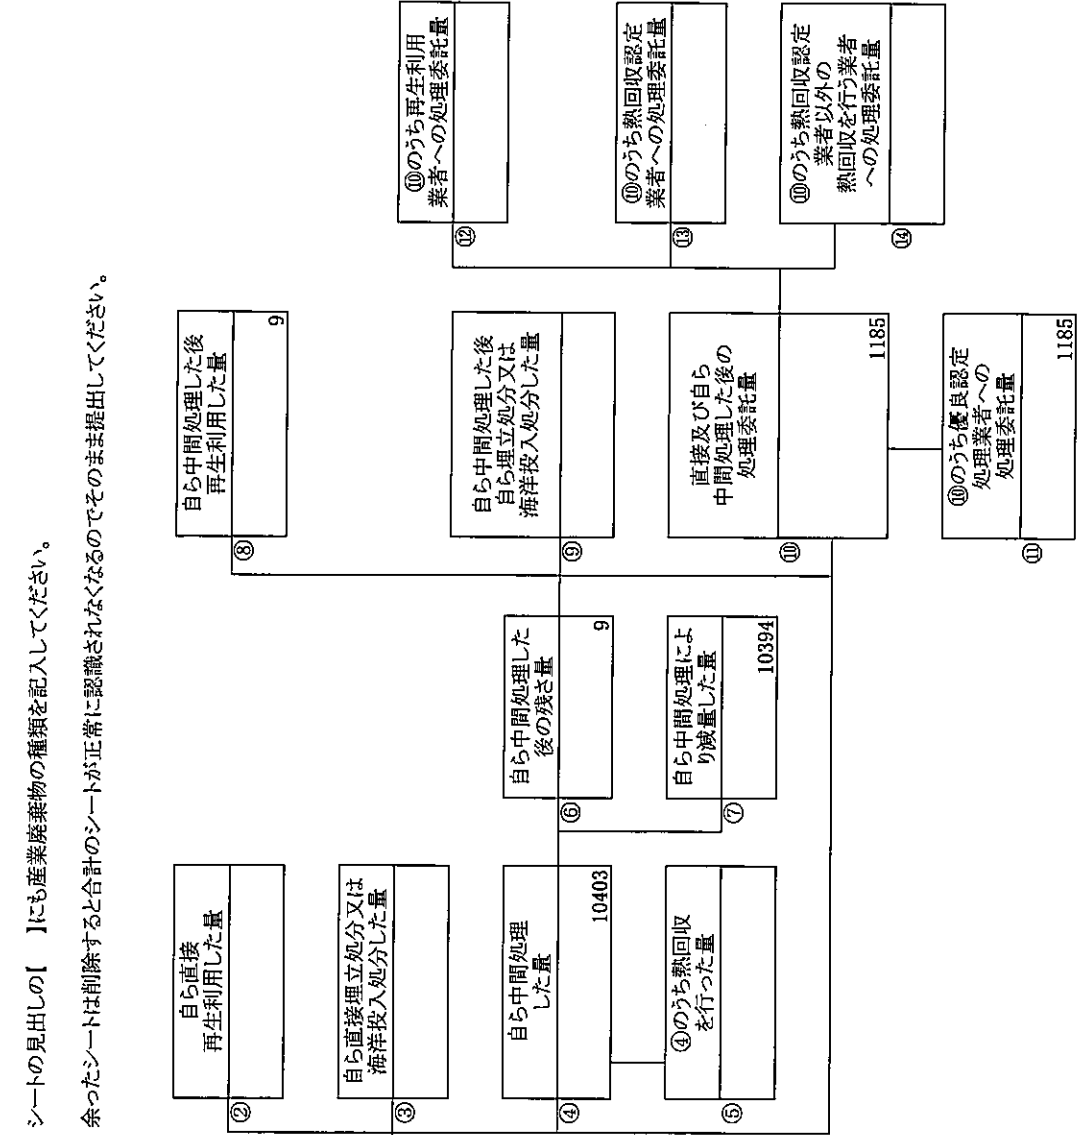 シートの見出しの【　】にも産業廃棄物の種類を記入してください。
余ったシートは削除すると合計のシートが正常に認識されなくなるのでそのまま提出してください。
②
自ら直接
再生利用した量
③
自ら直接埋立処分又は
海洋投入処分した量
④
自ら中間処理
した量
10403
⑤
④のうち熱回収
を行った量
⑥
自ら中間処理した
後の残さ量
9
⑦
自ら中間処理によ
り減量した量
10394
⑧
自ら中間処理した後
再生利用した量
9
⑨
自ら中間処理した後
自ら埋立処分又は
海洋投入処分した量
⑩
直接及び自ら
中間処理した後の
処理委託量
1185
⑪
⑩のうち優良認定
処理業者への
処理委託量
1185
⑫
⑩のうち再生利用
業者への処理委託量
⑬
⑩のうち熱回収認定
業者への処理委託量
⑭
⑩のうち熱回収認定
業者以外の
熱回収を行う業者
への処理委託量